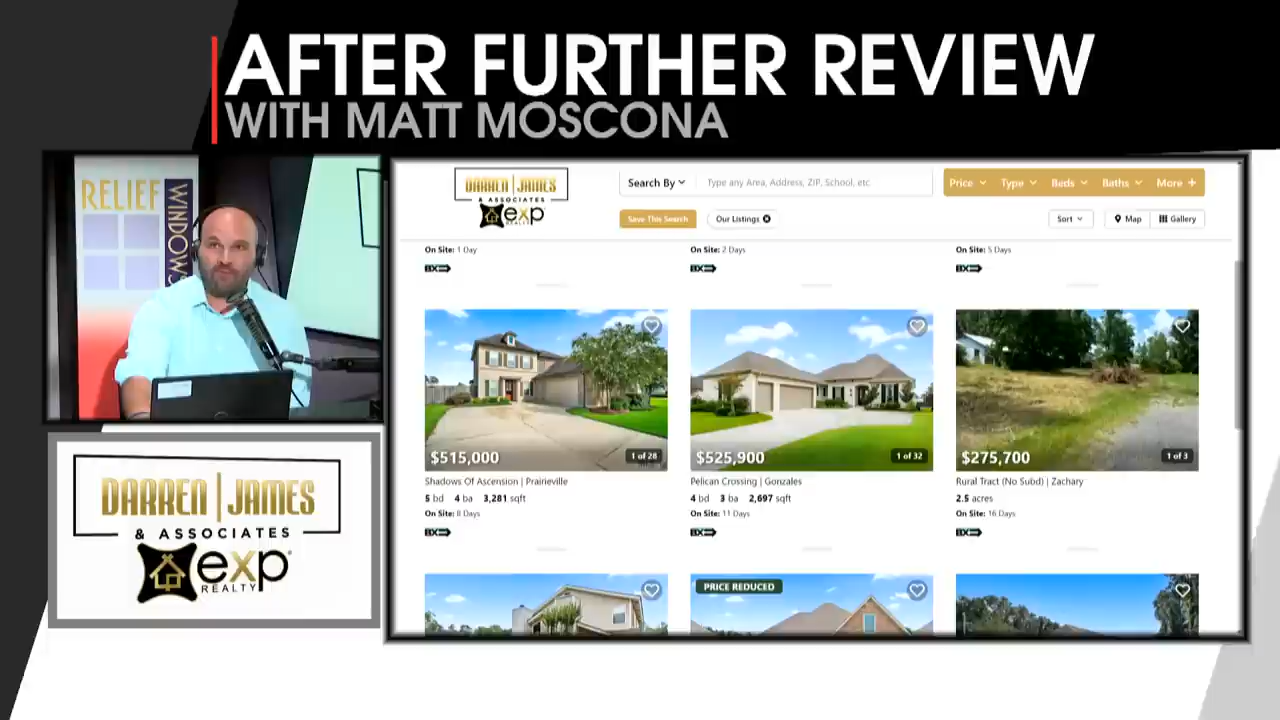 AFTER FURTHER REVIEW
WITH MATT MOSCONA
RELIEF
WINDOWS
DARREN | JAMES
& ASSOCIATES
exp
REALTY
Search By
Type any Area, Address, ZIP, School, etc
Price Type Beds Baths More +
Save This Search
Our Listings
Sort
Map
Gallery
On Site: 1 Day
On Site: 2 Days
On Site: 5 Days
$515,000
1 of 28
Shadows Of Ascension | Prairieville
5 bd 4 ba 3,281 sqft
On Site: 8 Days
$525,900
1 of 32
Pelican Crossing | Gonzales
4 bd 3 ba 2,697 sqft
On Site: 11 Days
$275,700
1 of 3
Rural Tract (No Subd) | Zachary
2.5 acres
On Site: 16 Days
PRICE REDUCED
DARREN | JAMES
& ASSOCIATES
exp
REALTY